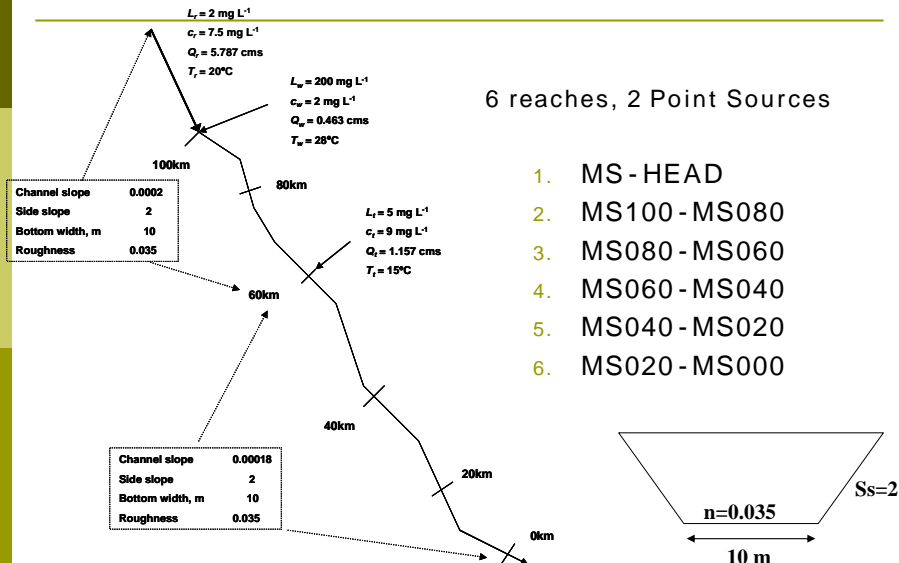 Lr = 2 mg L-1
cr = 7.5 mg L-1
Qr = 5.787 cms
Tr = 20°C
Lw = 200 mg L-1
cw = 2 mg L-1
Qw = 0.463 cms
Tw = 28°C
100km
80km
Channel slope 0.0002
Side slope 2
Bottom width, m 10
Roughness 0.035
Lt = 5 mg L-1
ct = 9 mg L-1
Qt = 1.157 cms
Tt = 15°C
60km
40km
Channel slope 0.00018
Side slope 2
Bottom width, m 10
Roughness 0.035
20km
0km
6 reaches, 2 Point Sources
1. MS-HEAD
2. MS100-MS080
3. MS080-MS060
4. MS060-MS040
5. MS040-MS020
6. MS020-MS000
Ss=2
n=0.035
10 m